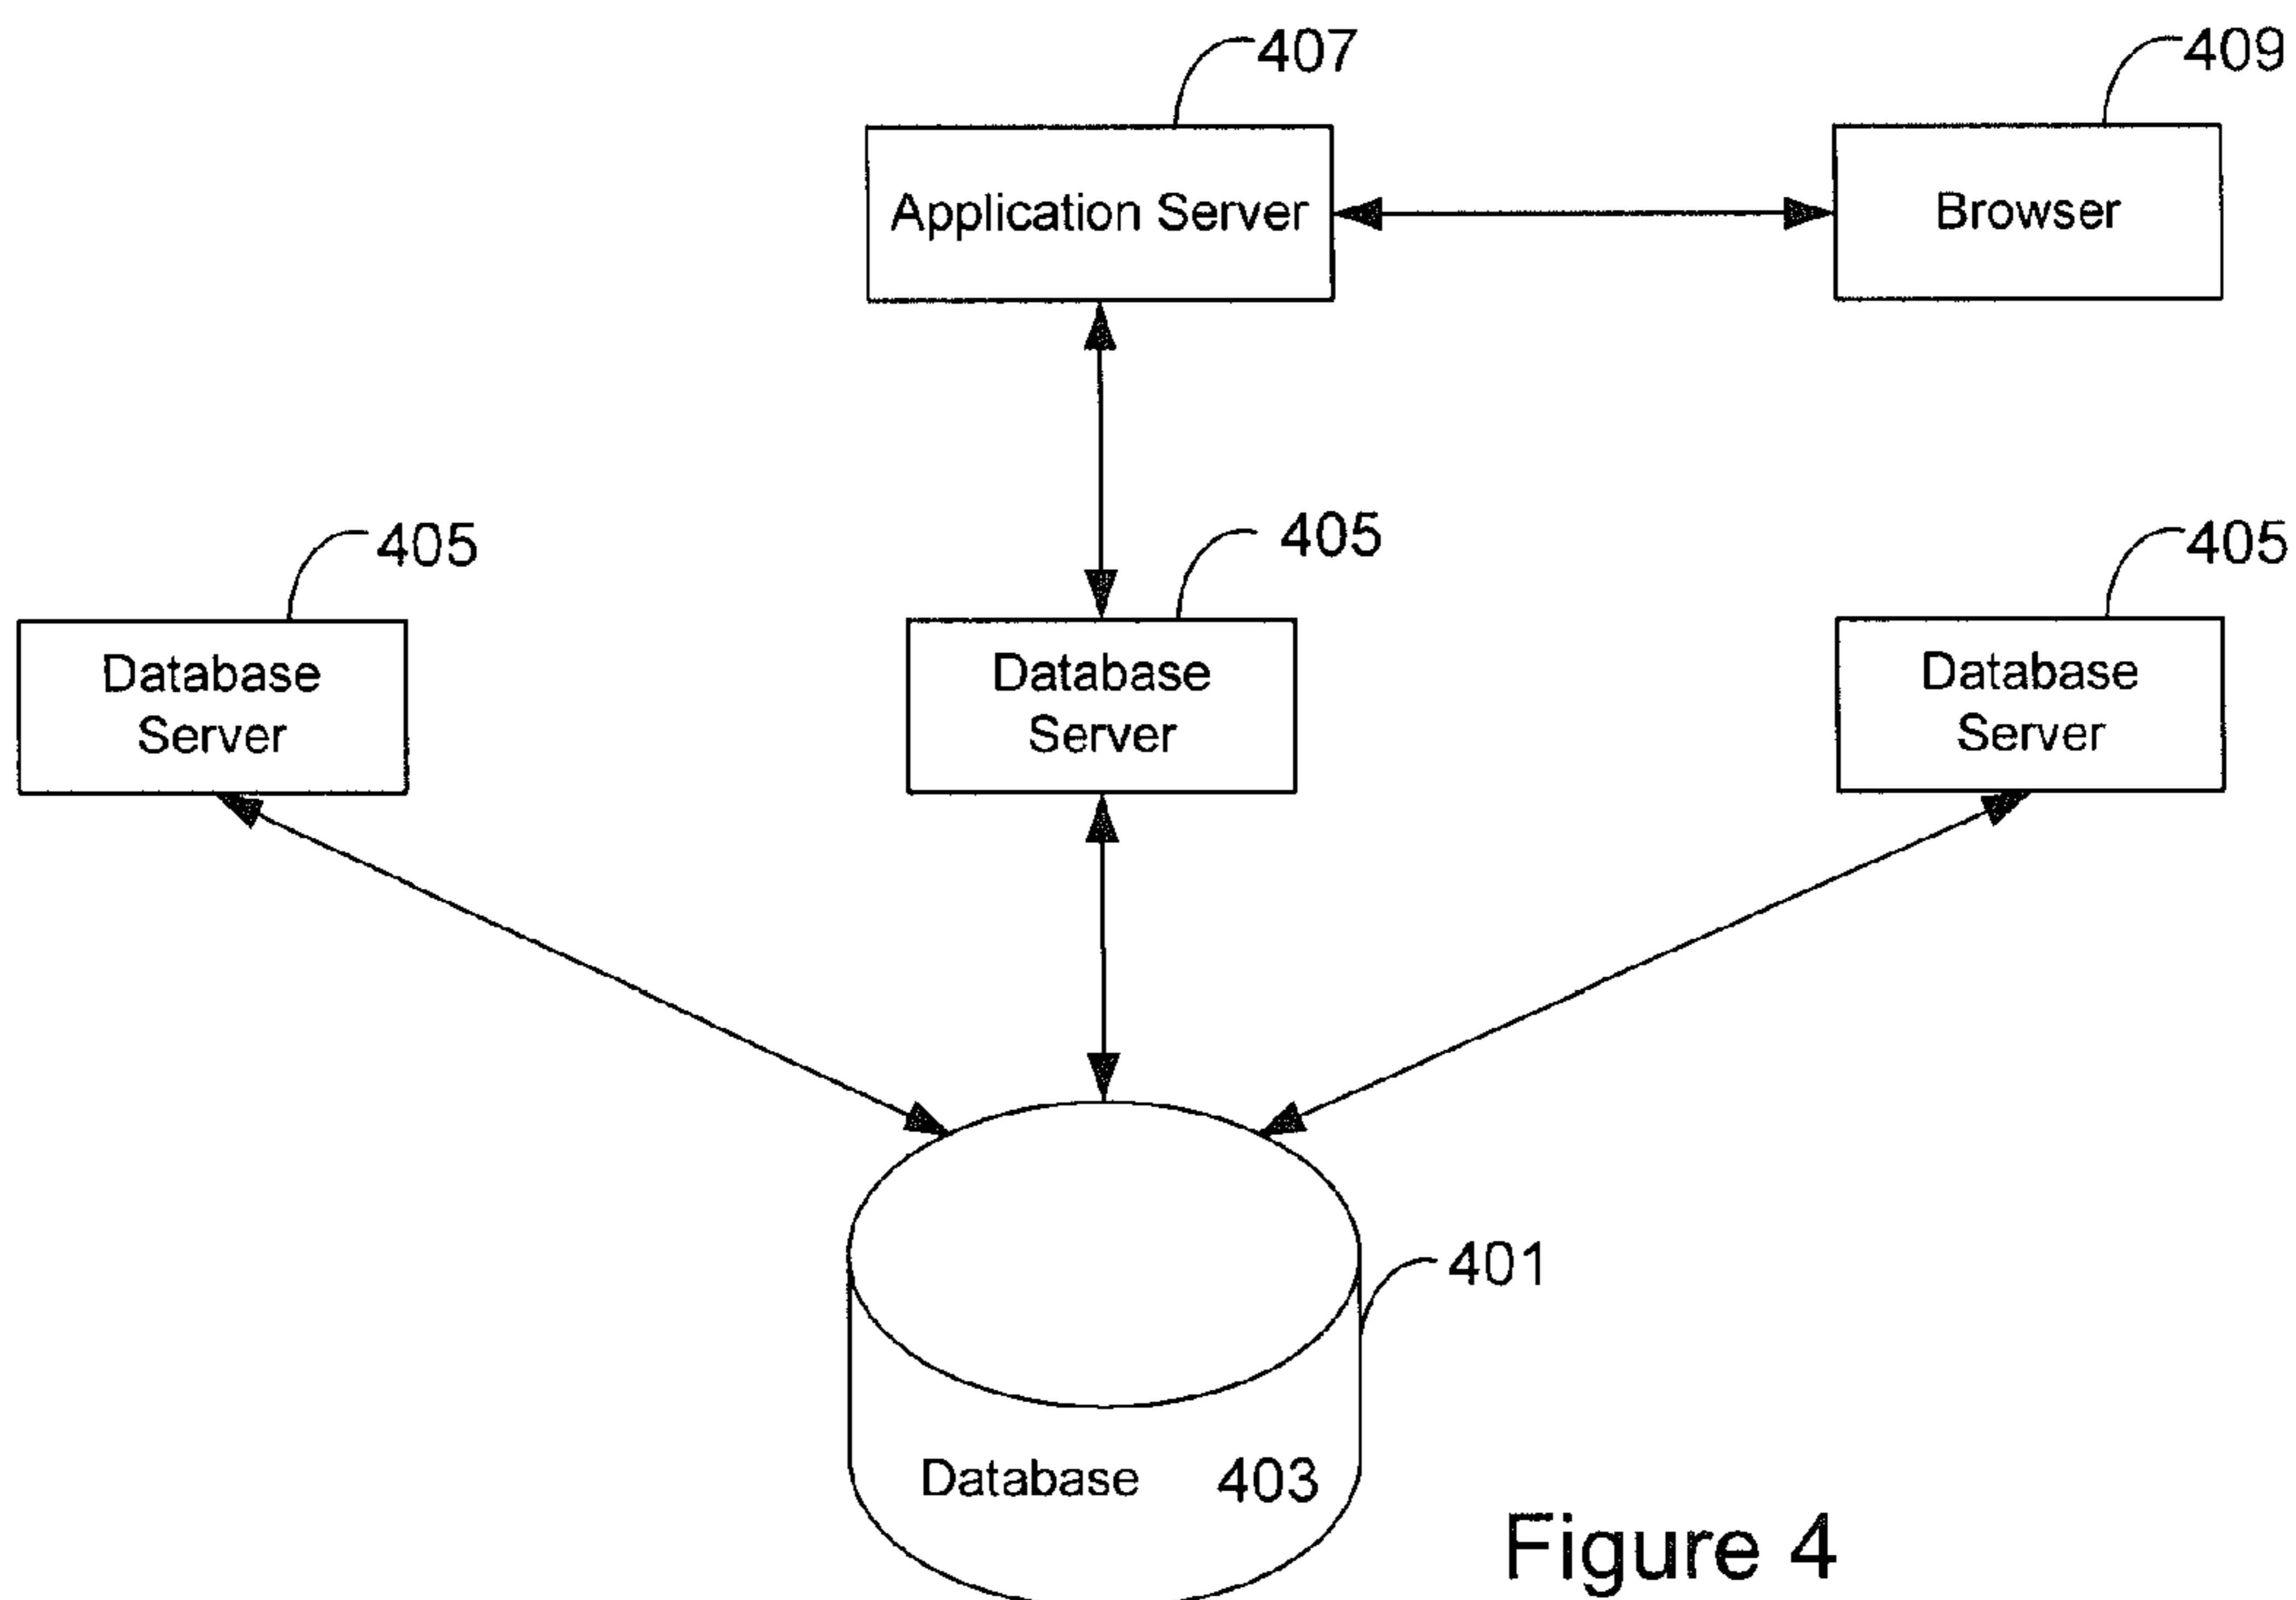 407
409
Application Server
Browser
405
405
405
Database
Server
Database
Server
Database
Server
401
Database 403
Figure 4